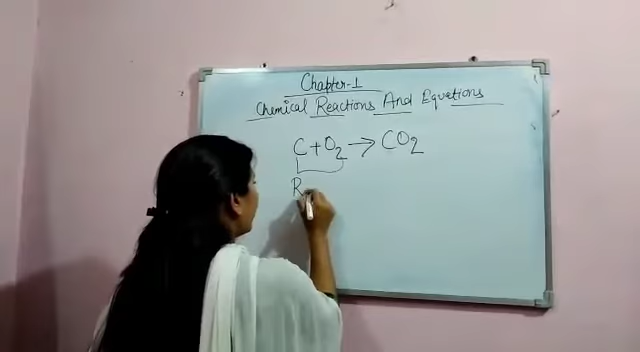 Chapter-1
Chemical Reactions And Equations
C + O2 → CO2
R